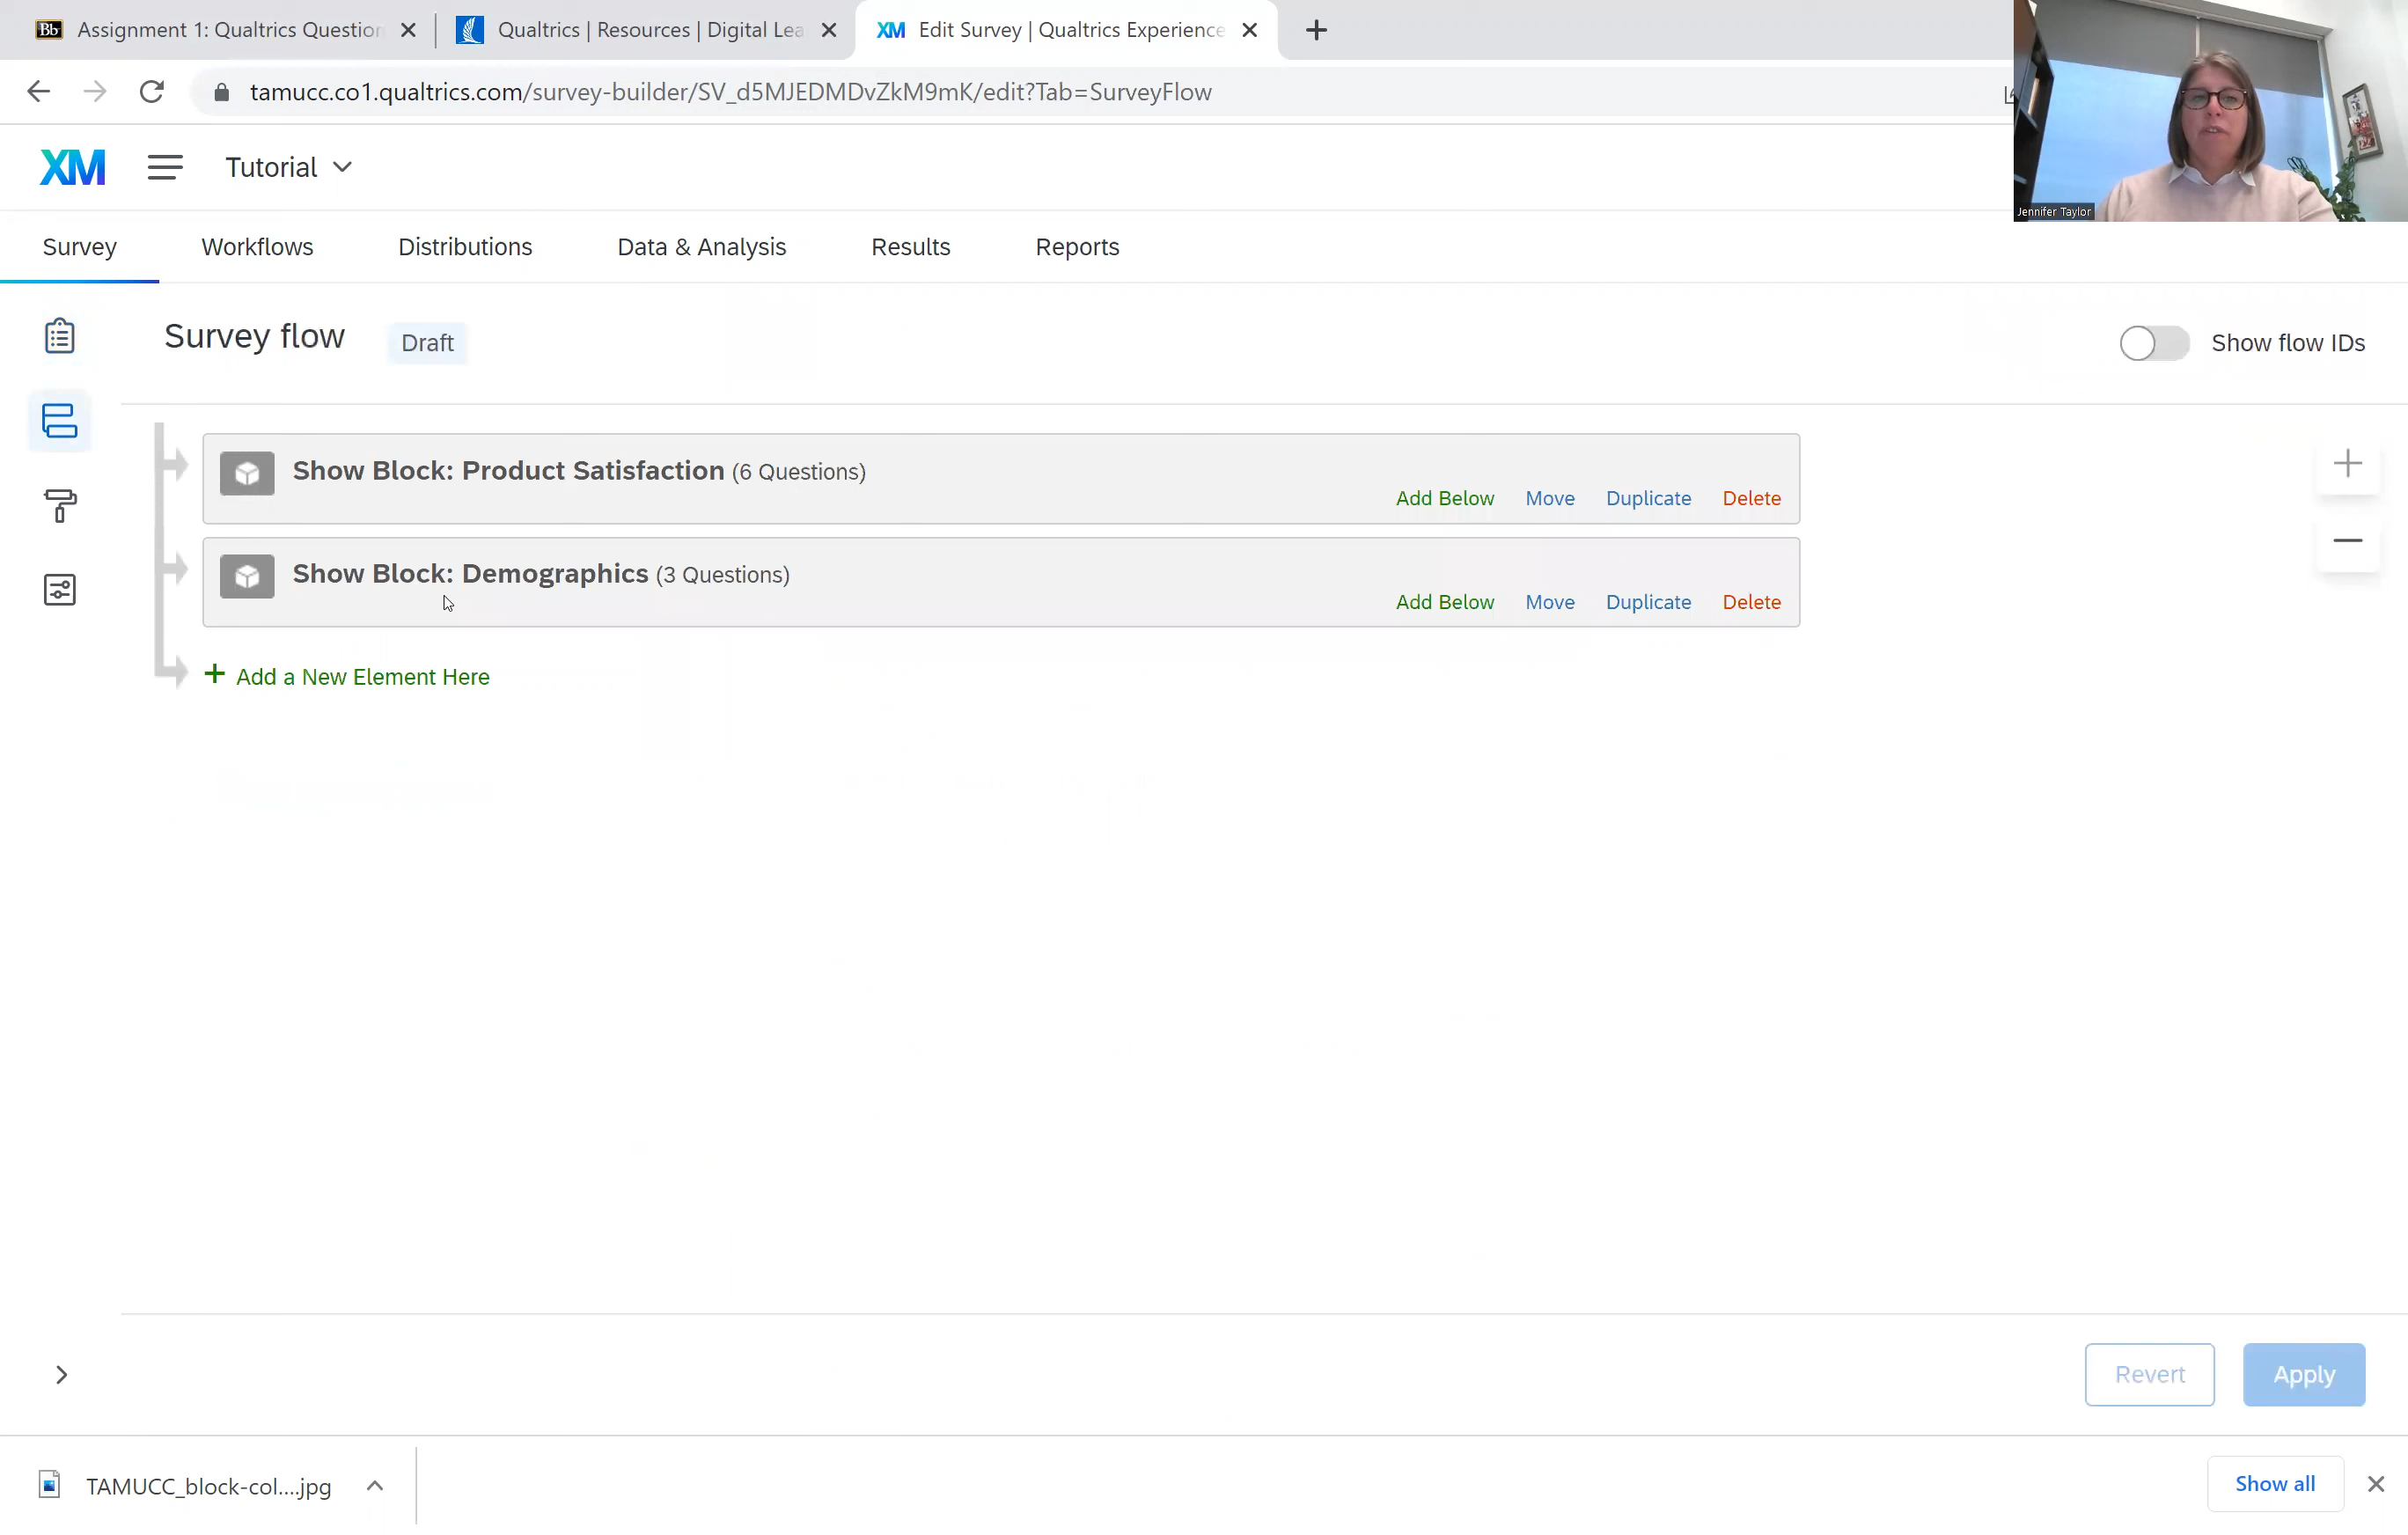 Bb Assignment 1: Qualtrics Question
Qualtrics | Resources | Digital Lea
XM Edit Survey | Qualtrics Experience
tamucc.co1.qualtrics.com/survey-builder/SV_d5MJEDMDvZkM9mK/edit?Tab=SurveyFlow
Jennifer Taylor
XM Tutorial
Survey Workflows Distributions Data & Analysis Results Reports
Survey flow Draft Show flow IDs
Show Block: Product Satisfaction (6 Questions)
Add Below Move Duplicate Delete
Show Block: Demographics (3 Questions)
Add Below Move Duplicate Delete
+ Add a New Element Here
Revert Apply
TAMUCC_block-col....jpg Show all